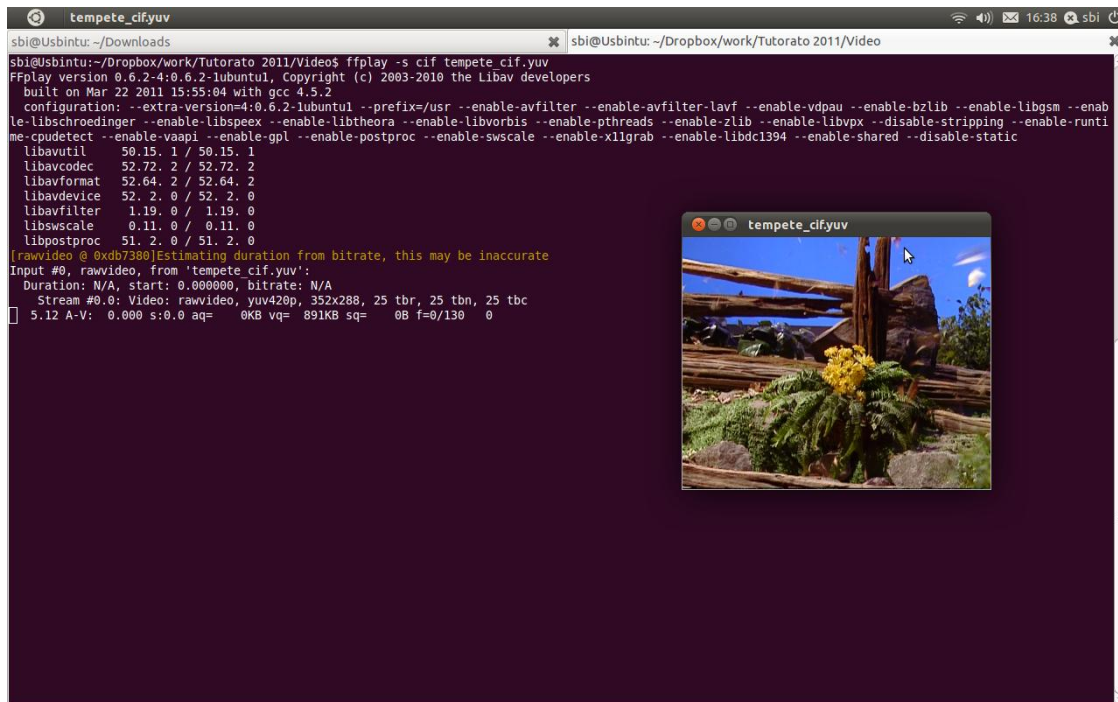 tempete_cif.yuv 16:38 sbi
sbi@Usbintu: ~/Downloads sbi@Usbintu: ~/Dropbox/work/Tutorato 2011/Video
sbi@Usbintu:~/Dropbox/work/Tutorato 2011/Video$ ffplay -s cif tempete_cif.yuv
FFplay version 0.6.2-4:0.6.2-1ubuntu1, Copyright (c) 2003-2010 the Libav developers
  built on Mar 22 2011 15:55:04 with gcc 4.5.2
  configuration: --extra-version=4:0.6.2-1ubuntu1 --prefix=/usr --enable-avfilter --enable-avfilter-lavf --enable-vdpau --enable-bzlib --enable-libgsm --enab
le-libschroedinger --enable-libspeex --enable-libtheora --enable-libvorbis --enable-pthreads --enable-zlib --enable-libvpx --disable-stripping --enable-runti
me-cpudetect --enable-vaapi --enable-gpl --enable-postproc --enable-swscale --enable-x11grab --enable-libdc1394 --enable-shared --disable-static
  libavutil     50.15. 1 / 50.15. 1
  libavcodec    52.72. 2 / 52.72. 2
  libavformat   52.64. 2 / 52.64. 2
  libavdevice   52. 2. 0 / 52. 2. 0
  libavfilter    1.19. 0 /  1.19. 0
  libswscale     0.11. 0 /  0.11. 0
  libpostproc   51. 2. 0 / 51. 2. 0
[rawvideo @ 0xdb7380]Estimating duration from bitrate, this may be inaccurate
Input #0, rawvideo, from 'tempete_cif.yuv':
  Duration: N/A, start: 0.000000, bitrate: N/A
    Stream #0.0: Video: rawvideo, yuv420p, 352x288, 25 tbr, 25 tbn, 25 tbc
   5.12 A-V:  0.000 s:0.0 aq=    0KB vq=  891KB sq=    0B f=0/130   0
tempete_cif.yuv